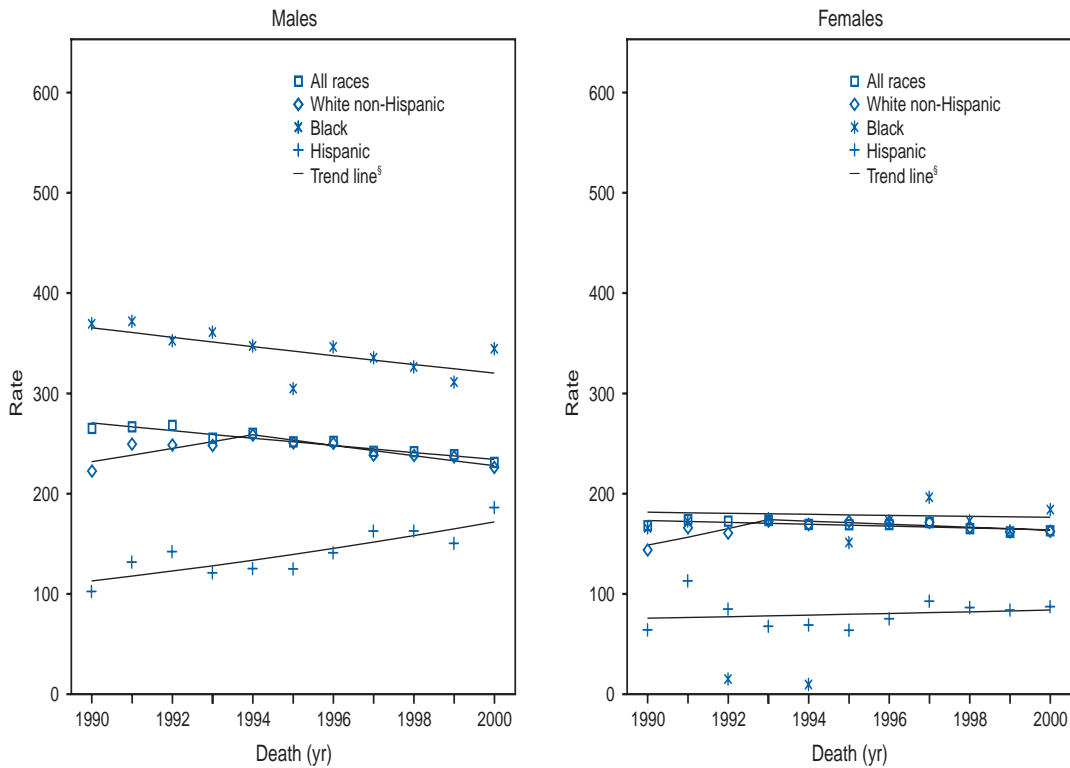 Males
All races
White non-Hispanic
Black
Hispanic
Trend line§
Rate
600
500
400
300
200
100
0
1990 1992 1994 1996 1998 2000
Death (yr)
Females
All races
White non-Hispanic
Black
Hispanic
Trend line§
Rate
600
500
400
300
200
100
0
1990 1992 1994 1996 1998 2000
Death (yr)